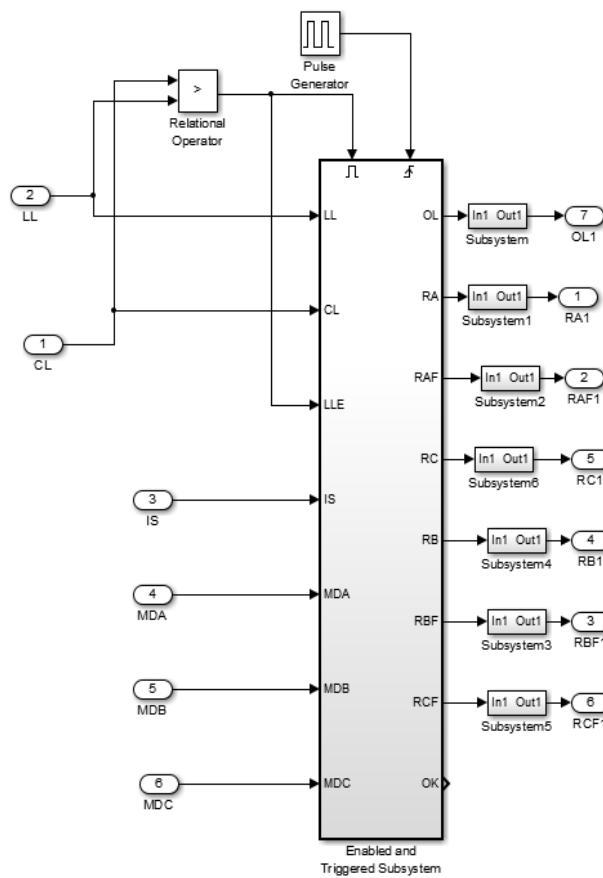 Pulse
Generator
>
Relational
Operator
2
LL
LL
OL
In1 Out1
Subsystem
7
OL1
RA
In1 Out1
Subsystem1
1
RA1
1
CL
CL
RAF
In1 Out1
Subsystem2
2
RAF1
LLE
RC
In1 Out1
Subsystem6
5
RC1
3
IS
IS
RB
In1 Out1
Subsystem4
4
RB1
4
MDA
MDA
RBF
In1 Out1
Subsystem3
3
RBF1
5
MDB
MDB
RCF
In1 Out1
Subsystem5
6
RCF1
6
MDC
MDC
OK
Enabled and
Triggered Subsystem